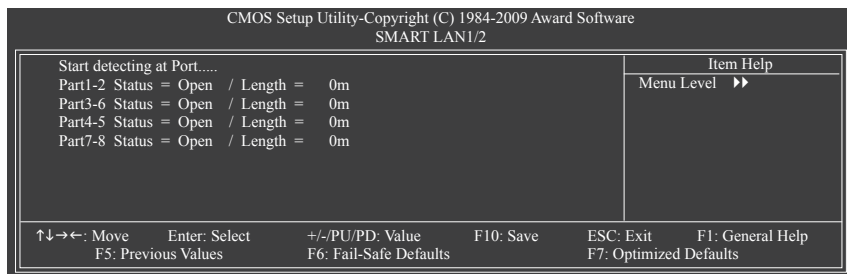 CMOS Setup Utility-Copyright (C) 1984-2009 Award Software
SMART LAN1/2
Start detecting at Port.....
Part1-2 Status = Open / Length = 0m
Part3-6 Status = Open / Length = 0m
Part4-5 Status = Open / Length = 0m
Part7-8 Status = Open / Length = 0m
Item Help
Menu Level ▶▶
↑↓→←: Move Enter: Select +/-/PU/PD: Value F10: Save ESC: Exit F1: General Help
F5: Previous Values F6: Fail-Safe Defaults F7: Optimized Defaults